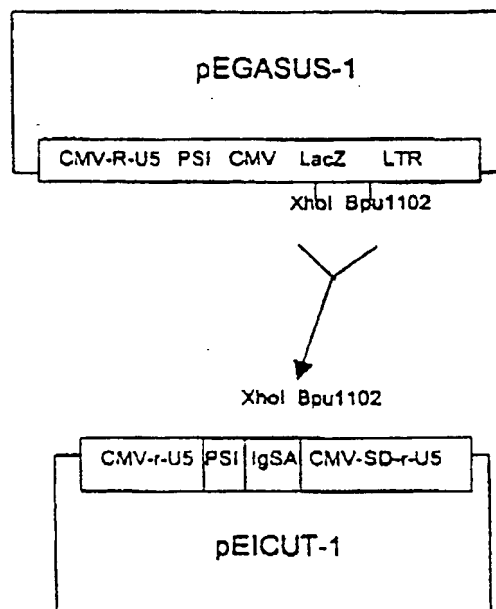 pEGASUS-1
CMV-R-U5 PSI CMV LacZ LTR
XhoI Bpu1102
XhoI Bpu1102
CMV-r-U5 PSI IgSA CMV-SD-r-U5
pEICUT-1